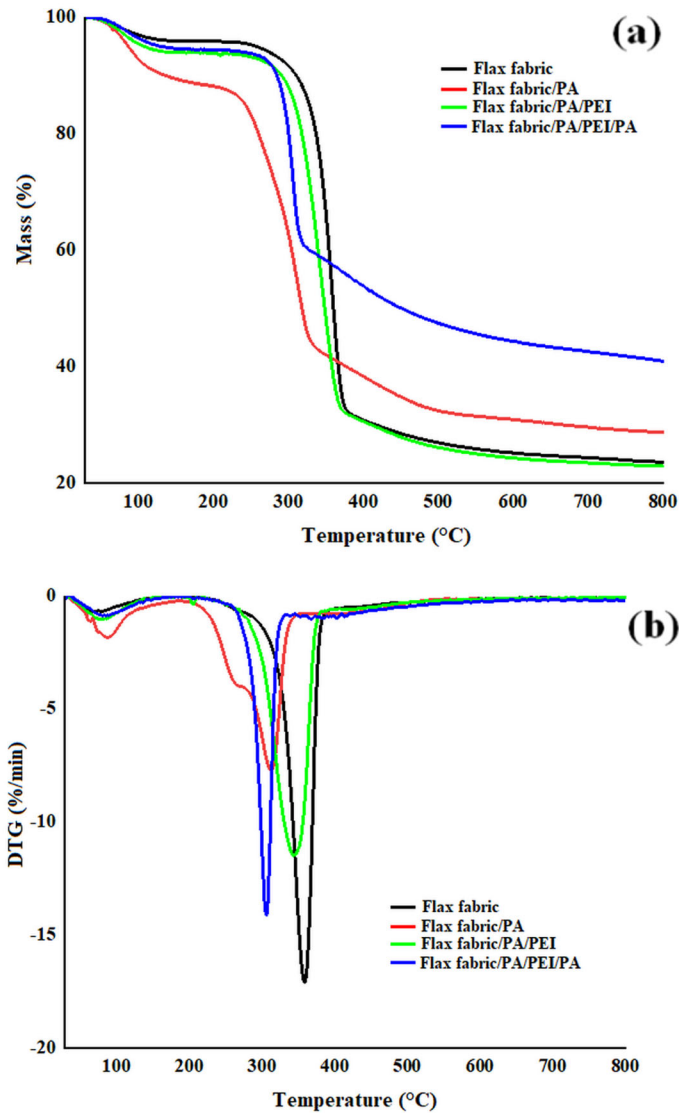 (a)
Flax fabric
Flax fabric/PA
Flax fabric/PA/PEI
Flax fabric/PA/PEI/PA
100
80
60
40
20
Mass (%)
100 200 300 400 500 600 700 800
Temperature (°C)
(b)
0
-5
-10
-15
-20
DTG (%/min)
Flax fabric
Flax fabric/PA
Flax fabric/PA/PEI
Flax fabric/PA/PEI/PA
100 200 300 400 500 600 700 800
Temperature (°C)